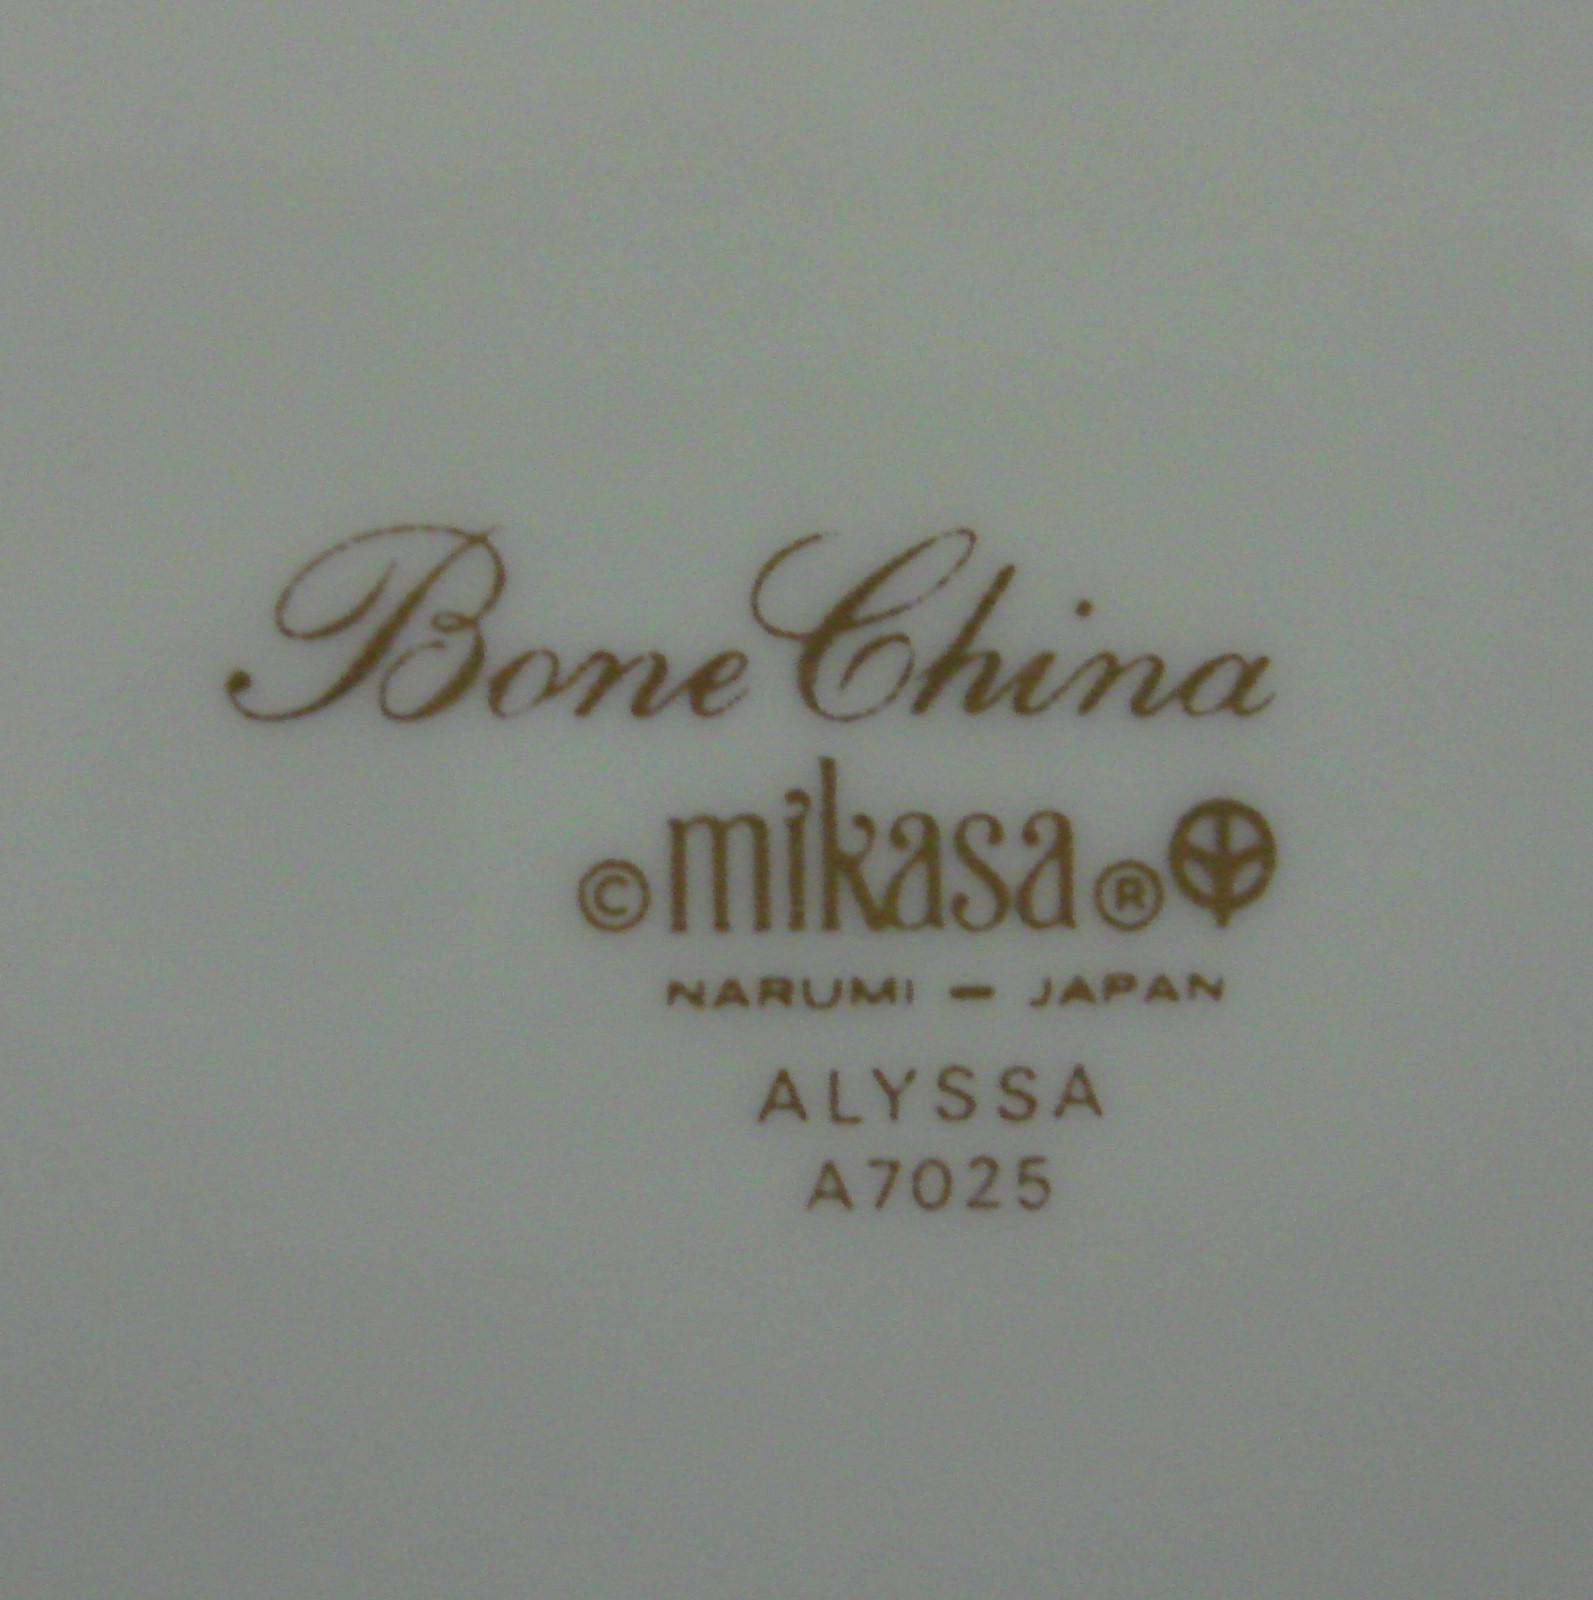 Bone China
© mikasa ®
NARUMI - JAPAN
ALYSSA
A7025